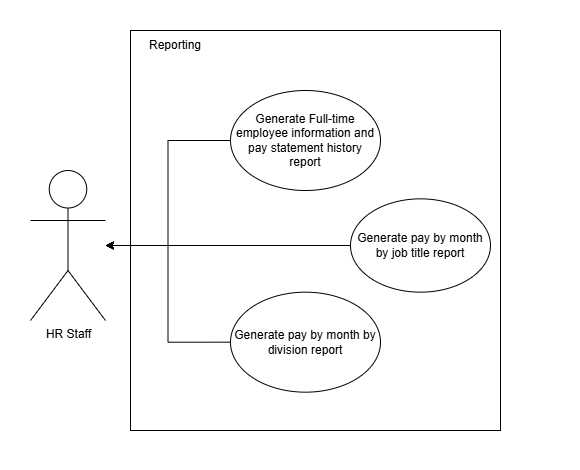 Reporting
Generate Full-time
employee information and
pay statement history
report
Generate pay by month
by job title report
HR Staff
Generate pay by month by
division report